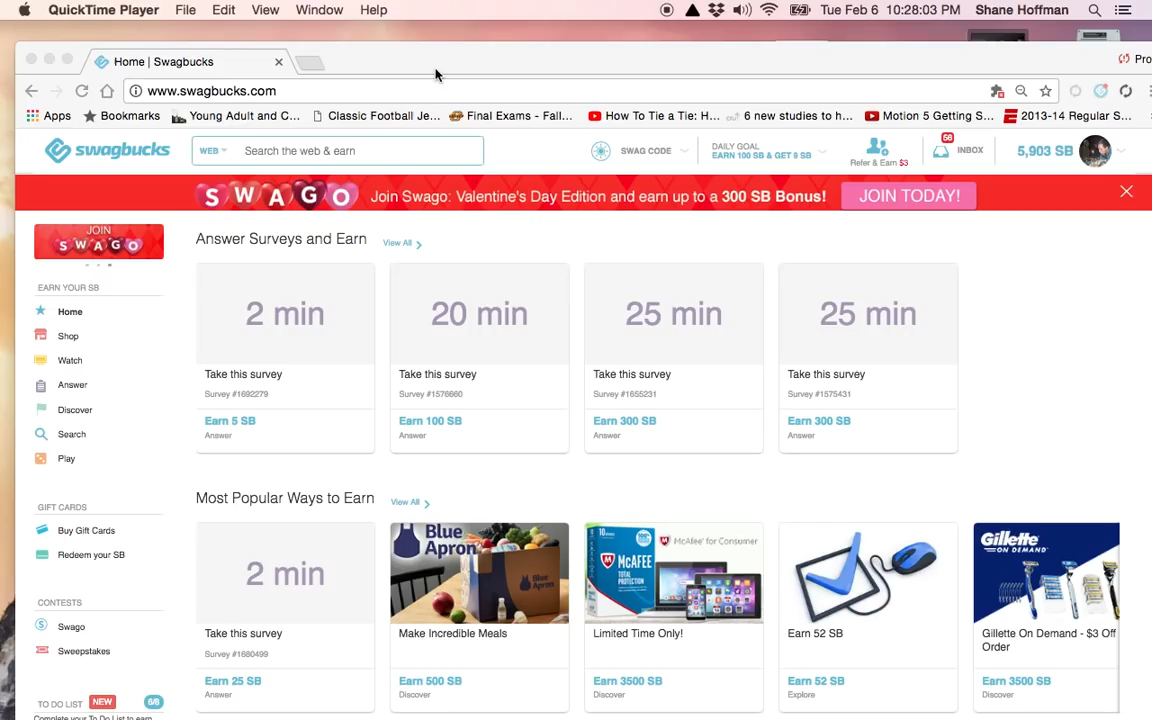 QuickTime Player File Edit View Window Help Tue Feb 6 10:28:03 PM Shane Hoffman
Home | Swagbucks
Pro
www.swagbucks.com
Apps Bookmarks Young Adult and C... Classic Football Je... Final Exams - Fall... How To Tie a Tie: H... 6 new studies to h... Motion 5 Getting S... 2013-14 Regular S...
swagbucks WEB Search the web & earn SWAG CODE DAILY GOAL
EARN 100 SB & GET 9 SB
Refer & Earn $3
56
INBOX
5,903 SB
SWAGO Join Swago: Valentine's Day Edition and earn up to a 300 SB Bonus! JOIN TODAY!
JOIN
SWAGO
EARN YOUR SB
Home
Shop
Watch
Answer
Discover
Search
Play
GIFT CARDS
Buy Gift Cards
Redeem your SB
CONTESTS
Swago
Sweepstakes
TO DO LIST NEW 6/8
Complete your To Do List to earn
Answer Surveys and Earn View All
2 min
Take this survey
Survey #1692279
Earn 5 SB
Answer
20 min
Take this survey
Survey #1576660
Earn 100 SB
Answer
25 min
Take this survey
Survey #1655231
Earn 300 SB
Answer
25 min
Take this survey
Survey #1575431
Earn 300 SB
Answer
Most Popular Ways to Earn View All
2 min
Take this survey
Survey #1680499
Earn 25 SB
Answer
Blue
Apron
Make Incredible Meals
Earn 500 SB
Discover
McAfee for Consumer
McAFEE
TOTAL
PROTECTION
Limited Time Only!
Earn 3500 SB
Discover
Earn 52 SB
Earn 52 SB
Explore
Gillette
ON DEMAND
Gillette On Demand - $3 Off
Order
Earn 3500 SB
Discover